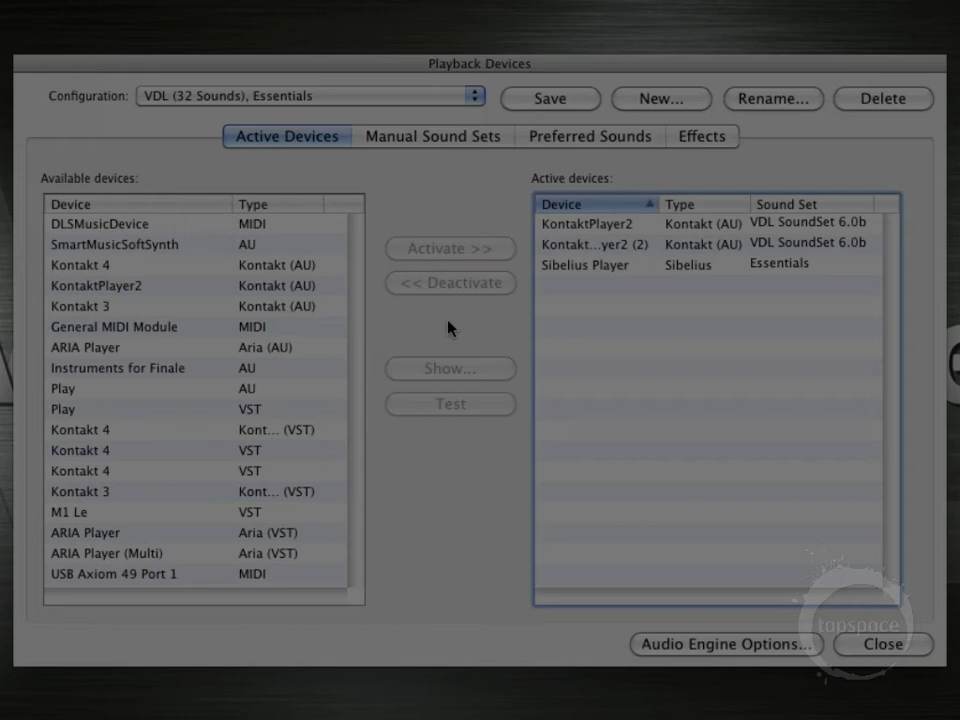 Playback Devices
Configuration: VDL (32 Sounds), Essentials Save New... Rename... Delete
Active Devices Manual Sound Sets Preferred Sounds Effects
Available devices:
Device Type
DLSMusicDevice MIDI
SmartMusicSoftSynth AU
Kontakt 4 Kontakt (AU)
KontaktPlayer2 Kontakt (AU)
Kontakt 3 Kontakt (AU)
General MIDI Module MIDI
ARIA Player Aria (AU)
Instruments for Finale AU
Play AU
Play VST
Kontakt 4 Kont... (VST)
Kontakt 4 VST
Kontakt 4 VST
Kontakt 3 Kont... (VST)
M1 Le VST
ARIA Player Aria (VST)
ARIA Player (Multi) Aria (VST)
USB Axiom 49 Port 1 MIDI
Activate >>
<< Deactivate
Show...
Test
Active devices:
Device Type Sound Set
KontaktPlayer2 Kontakt (AU) VDL SoundSet 6.0b
Kontakt...yer2 (2) Kontakt (AU) VDL SoundSet 6.0b
Sibelius Player Sibelius Essentials
tapspace
Audio Engine Options... Close